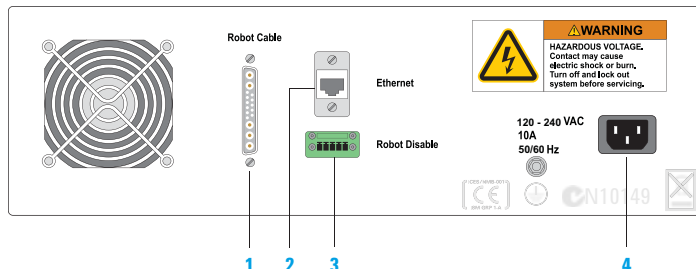 Robot Cable
Ethernet
Robot Disable
WARNING
HAZARDOUS VOLTAGE.
Contact may cause
electric shock or burn.
Turn off and lock out
system before servicing.
120 - 240 VAC
10A
50/60 Hz
CE
N10149
1
2
3
4